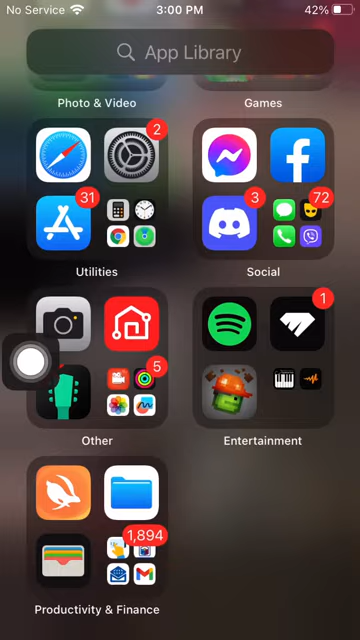 No Service 3:00 PM 42%
App Library
Photo & Video Games
2
31 3 72
Utilities Social
1
5
Other Entertainment
1,894
Productivity & Finance